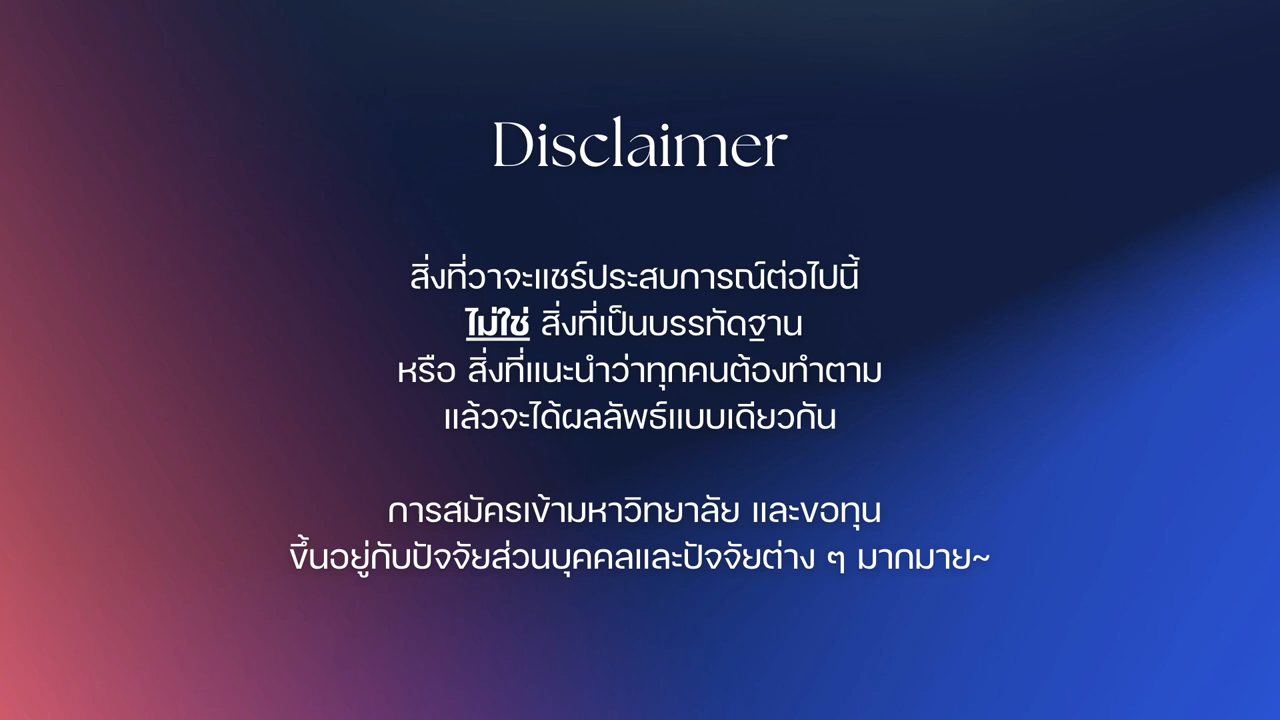 Disclaimer
สิ่งที่วาจะแชร์ประสบการณ์ต่อไปนี้
ไม่ใช่ สิ่งที่เป็นบรรทัดฐาน
หรือ สิ่งที่แนะนำว่าทุกคนต้องทำตาม
แล้วจะได้ผลลัพธ์แบบเดียวกัน
การสมัครเข้ามหาวิทยาลัย และขอทุน
ขึ้นอยู่กับปัจจัยส่วนบุคคลและปัจจัยต่าง ๆ มากมาย~